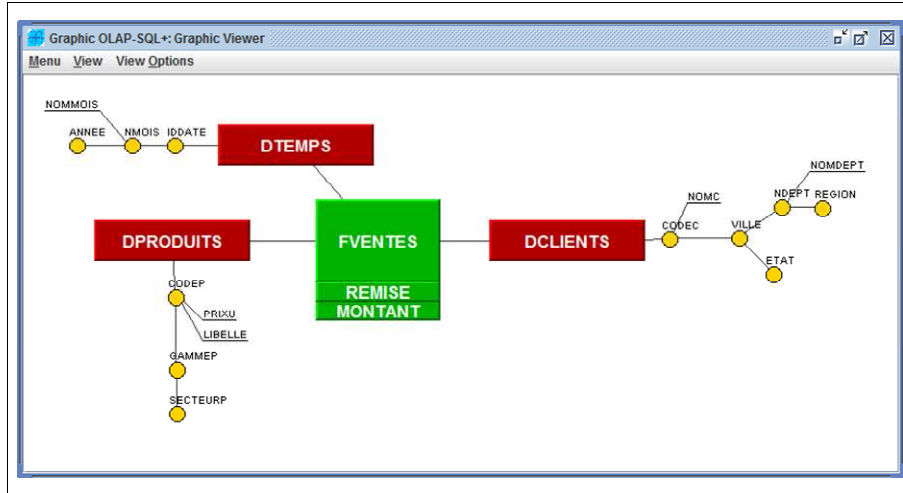 Graphic OLAP-SQL+: Graphic Viewer
Menu View View Options
NOMMOIS
ANNEE NMOIS IDDATE
DTEMPS
NOMDEPT
NOMC
NDEPT REGION
CODEC
VILLE
DPRODUITS
FVENTES
DCLIENTS
ETAT
CODEP
REMISE
MONTANT
PRIXU
LIBELLE
GAMMEP
SECTEURP